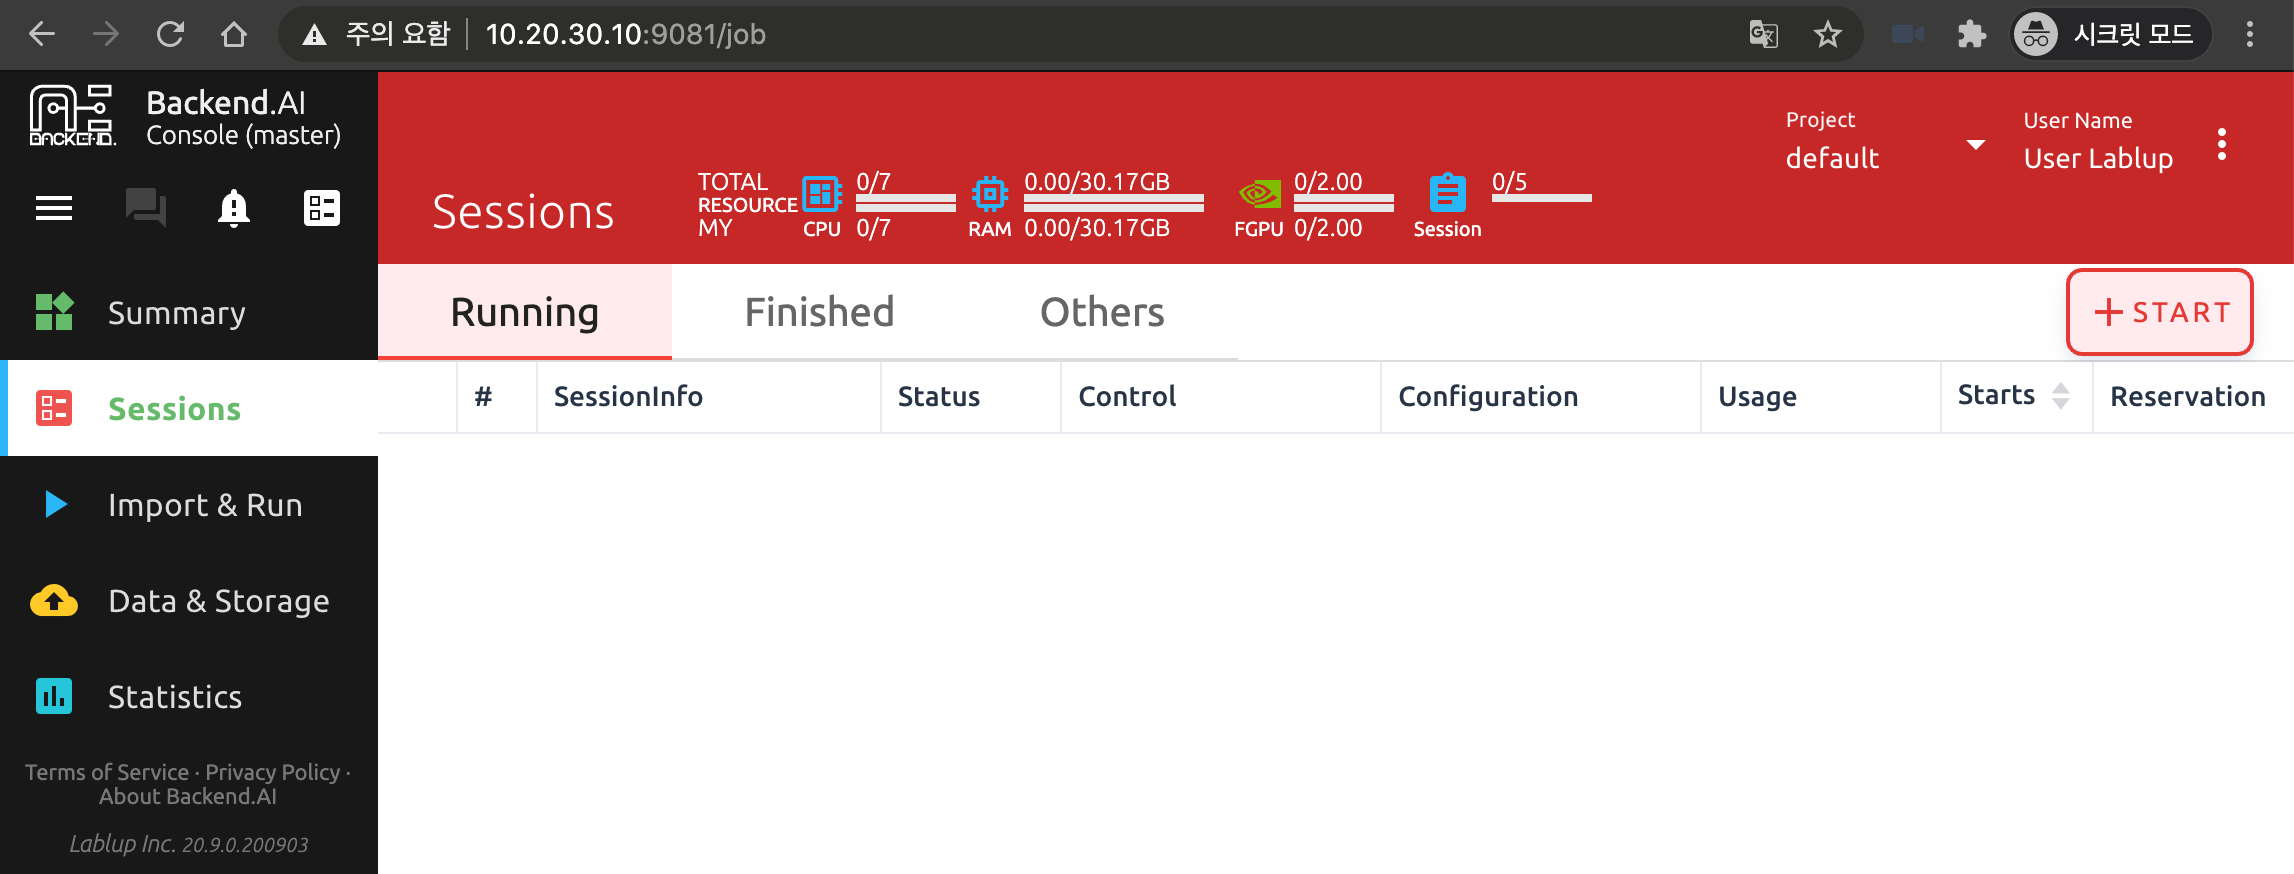 주의 요함 10.20.30.10:9081/job 시크릿 모드
BACKEND.
Backend.AI
Console (master)
Summary
Sessions
Import & Run
Data & Storage
Statistics
Terms of Service · Privacy Policy ·
About Backend.AI
Lablup Inc. 20.9.0.200903
Sessions
TOTAL
RESOURCE
MY
0/7
CPU 0/7
0.00/30.17GB
RAM 0.00/30.17GB
0/2.00
FGPU 0/2.00
0/5
Session
Project
default
User Name
User Lablup
Running Finished Others
START
# SessionInfo Status Control Configuration Usage Starts Reservation